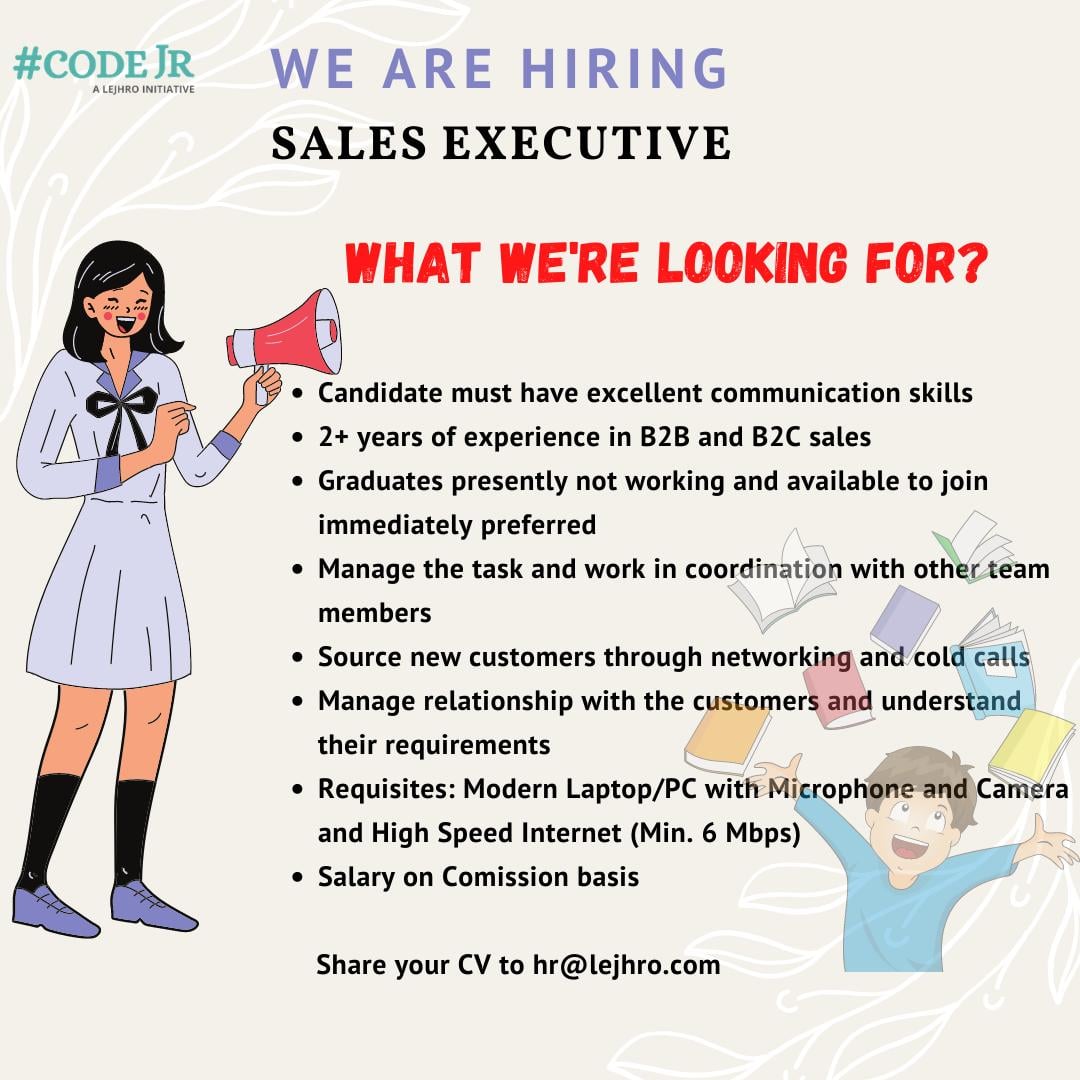 #CODE JR
A LEJHRO INITIATIVE
WE ARE HIRING
SALES EXECUTIVE
WHAT WE'RE LOOKING FOR?
• Candidate must have excellent communication skills
• 2+ years of experience in B2B and B2C sales
• Graduates presently not working and available to join
immediately preferred
• Manage the task and work in coordination with other team
members
• Source new customers through networking and cold calls
• Manage relationship with the customers and understand
their requirements
• Requisites: Modern Laptop/PC with Microphone and Camera
and High Speed Internet (Min. 6 Mbps)
• Salary on Comission basis
Share your CV to hr@lejhro.com